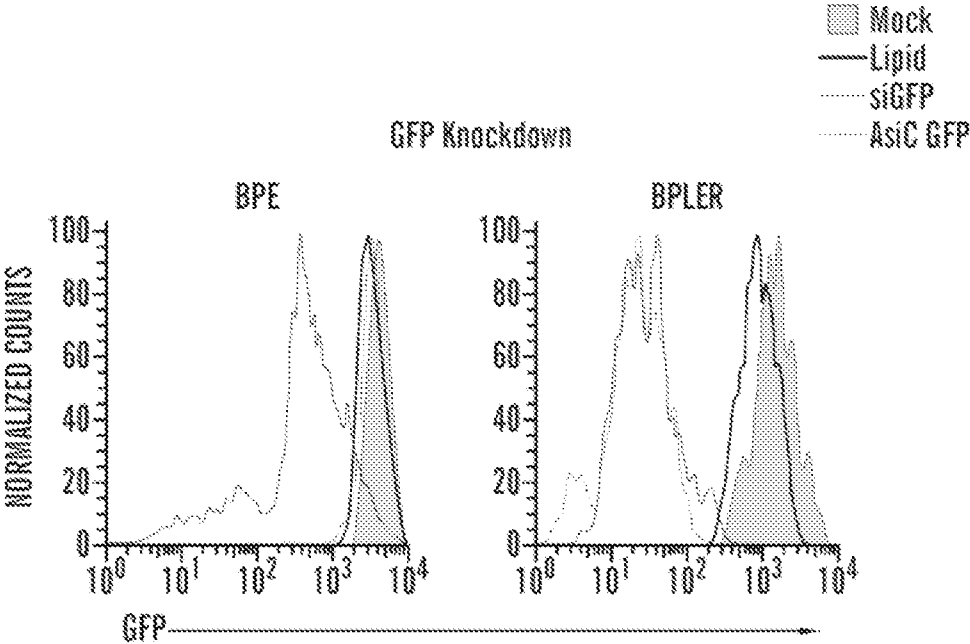 Mock
Lipid
siGFP
AsiC GFP
GFP Knockdown
BPE
BPLER
NORMALIZED COUNTS
100
80
60
40
20
0
10^0 10^1 10^2 10^3 10^4
100
80
60
40
20
0
10^0 10^1 10^2 10^3 10^4
GFP